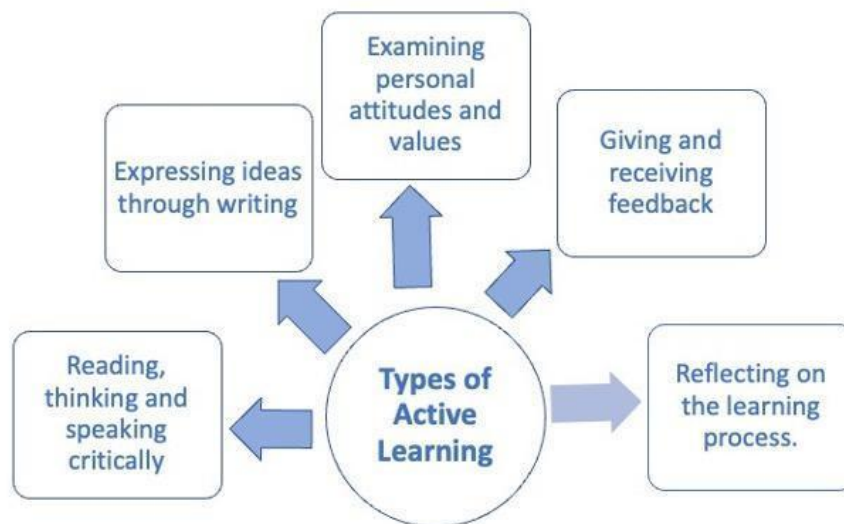 Examining
personal
attitudes and
values
Expressing ideas
through writing
Giving and
receiving
feedback
Reading,
thinking and
speaking
critically
Types of
Active
Learning
Reflecting on
the learning
process.